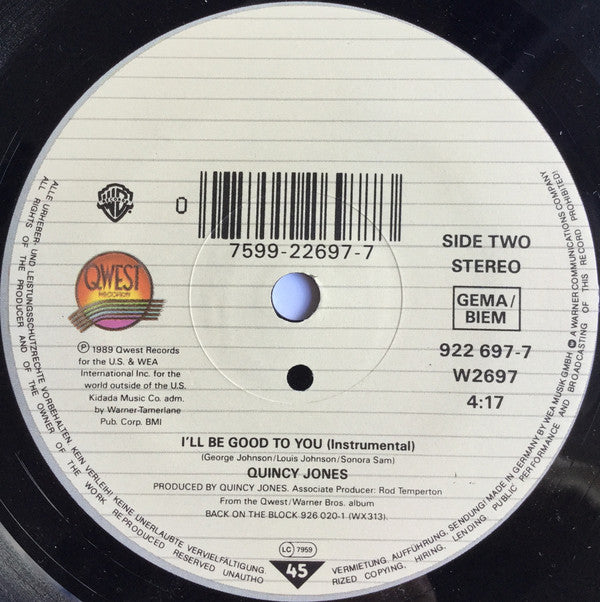 0
7599-22697-7
SIDE TWO
STEREO
GEMA/
BIEM
922 697-7
W2697
4:17
QWEST
RECORDS
Ⓟ 1989 Qwest Records
for the U.S. & WEA
International Inc. for the
world outside of the U.S.
Kidada Music Co. adm.
by Warner-Tamerlane
Pub. Corp. BMI
I'LL BE GOOD TO YOU (Instrumental)
(George Johnson/Louis Johnson/Sonora Sam)
QUINCY JONES
PRODUCED BY QUINCY JONES. Associate Producer: Rod Temperton
From the Qwest/Warner Bros. album
BACK ON THE BLOCK 926 020-1 (WX313).
LC 7959
45
ALLE URHEBER- UND LEISTUNGSSCHUTZRECHTE VORBEHALTEN. KEIN VERLEIH! KEINE UNERLAUBTE VERVIELFÄLTIGUNG, VERMIETUNG, AUFFÜHRUNG, SENDUNG! MADE IN GERMANY BY WEA MUSIK GMBH A WARNER COMMUNICATIONS COMPANY
ALL RIGHTS OF THE PRODUCER AND OF THE OWNER OF THE WORK REPRODUCED RESERVED UNAUTHORIZED COPYING, HIRING, LENDING, PUBLIC PERFORMANCE AND BROADCASTING OF THIS RECORD PROHIBITED!